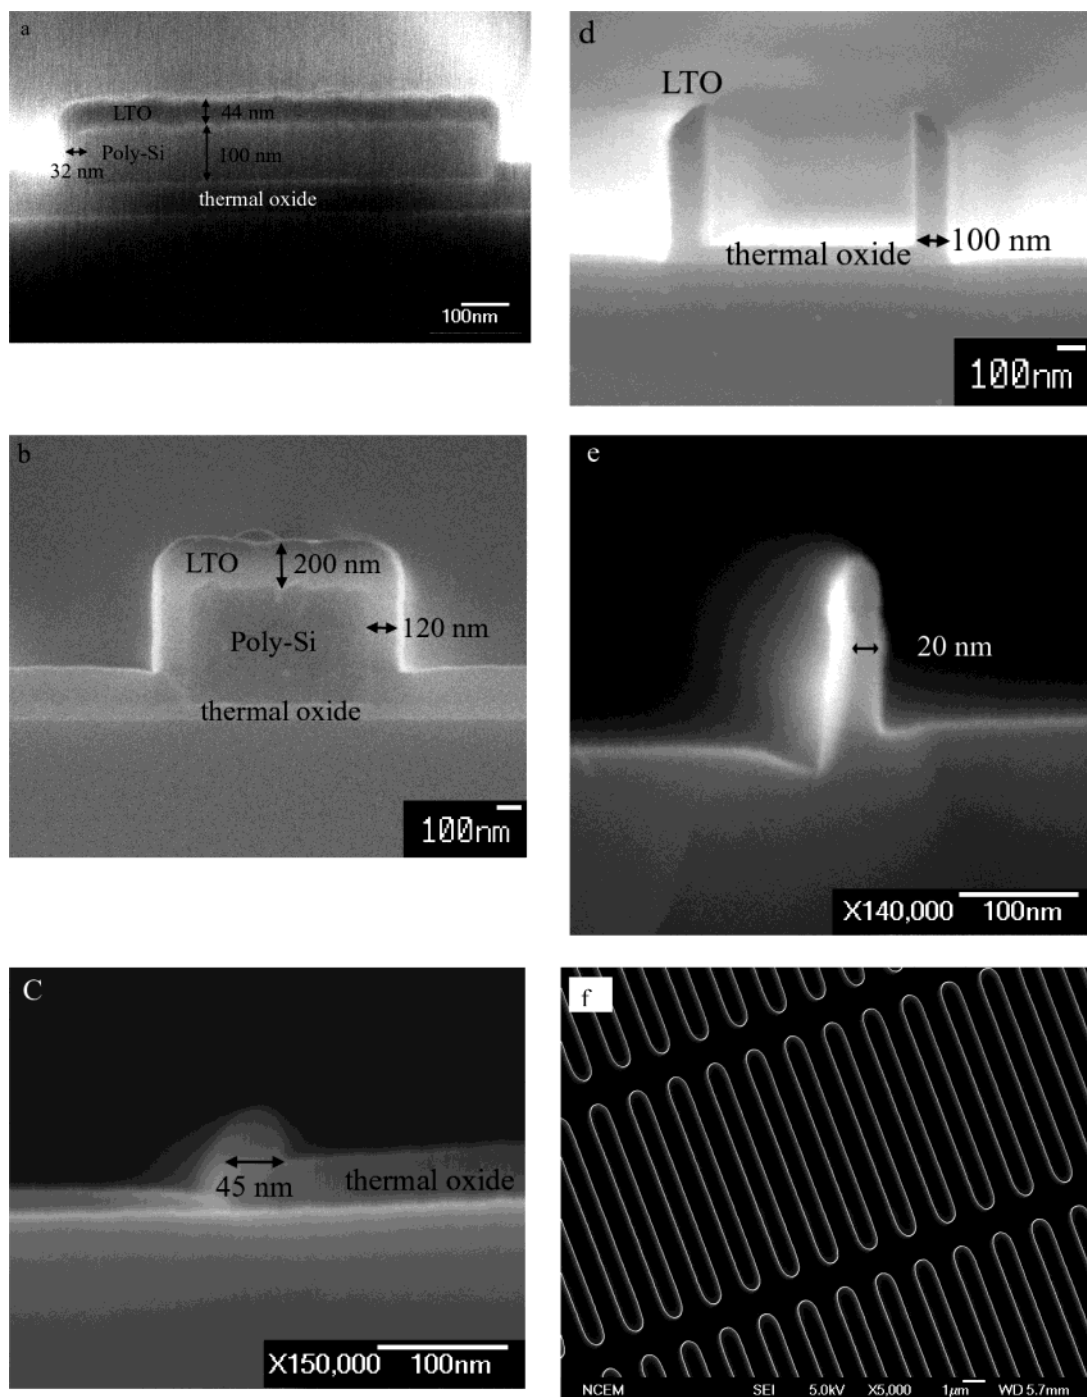 a
LTO
44 nm
Poly-Si
100 nm
32 nm
thermal oxide
100nm
b
LTO
200 nm
Poly-Si
120 nm
thermal oxide
100nm
C
45 nm
thermal oxide
X150,000 100nm
d
LTO
thermal oxide
100 nm
100nm
e
20 nm
X140,000 100nm
f
NCEM SEI 5.0kV X5,000 1µm WD 5.7mm